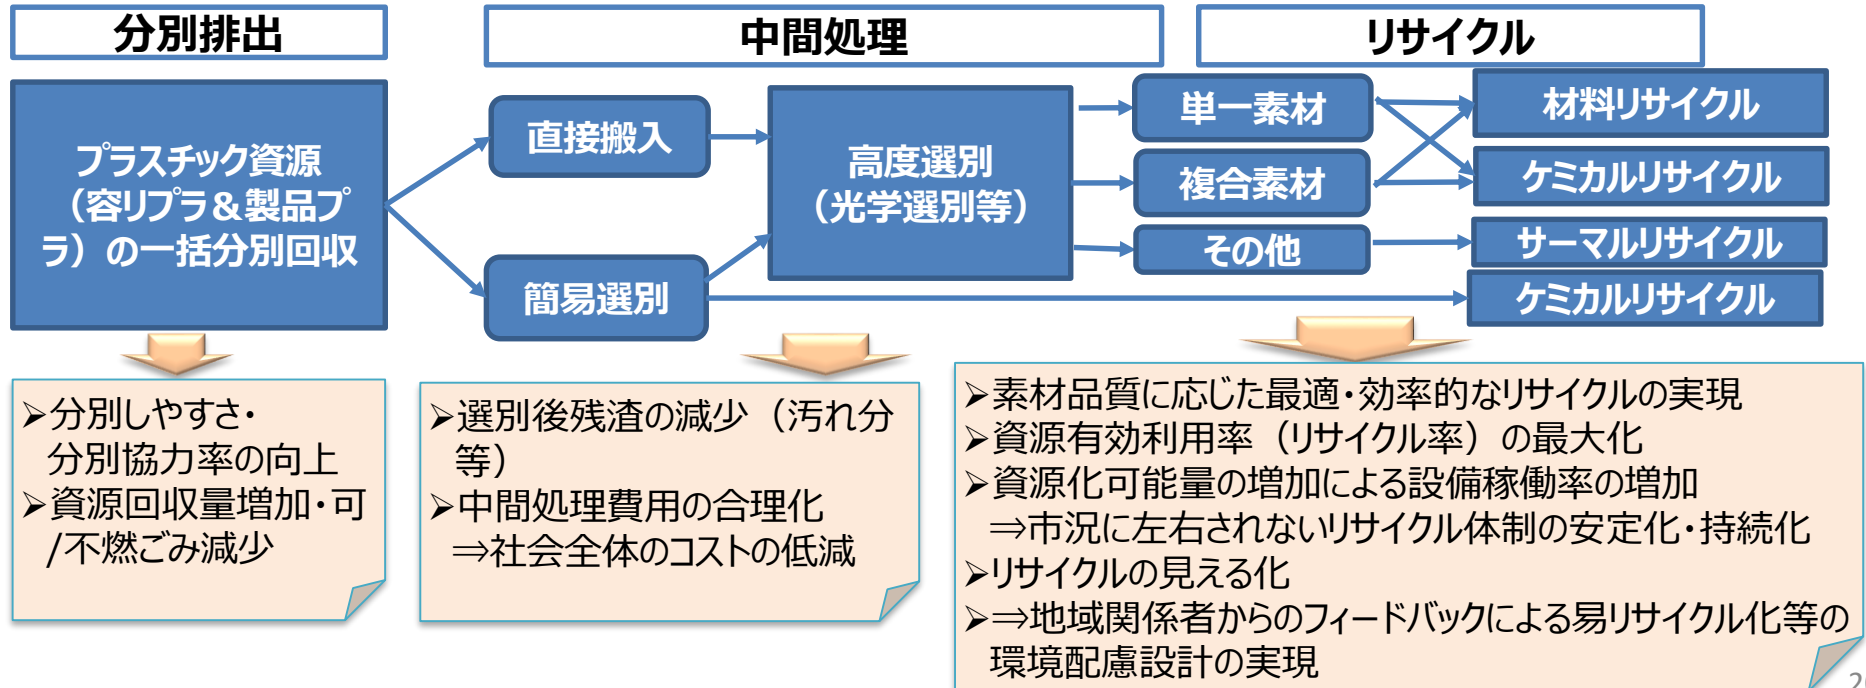 分別排出
中間処理
リサイクル
プラスチック資源
（容リプラ＆製品プ
ラ）の一括分別回収
直接搬入
簡易選別
高度選別
（光学選別等）
単一素材
複合素材
その他
材料リサイクル
ケミカルリサイクル
サーマルリサイクル
ケミカルリサイクル
➢分別しやすさ・
分別協力率の向上
➢資源回収量増加・可
/不燃ごみ減少
➢選別後残渣の減少（汚れ分
等）
➢中間処理費用の合理化
⇒社会全体のコストの低減
➢素材品質に応じた最適・効率的なリサイクルの実現
➢資源有効利用率（リサイクル率）の最大化
➢資源化可能量の増加による設備稼働率の増加
⇒市況に左右されないリサイクル体制の安定化・持続化
➢リサイクルの見える化
➢⇒地域関係者からのフィードバックによる易リサイクル化等の
環境配慮設計の実現